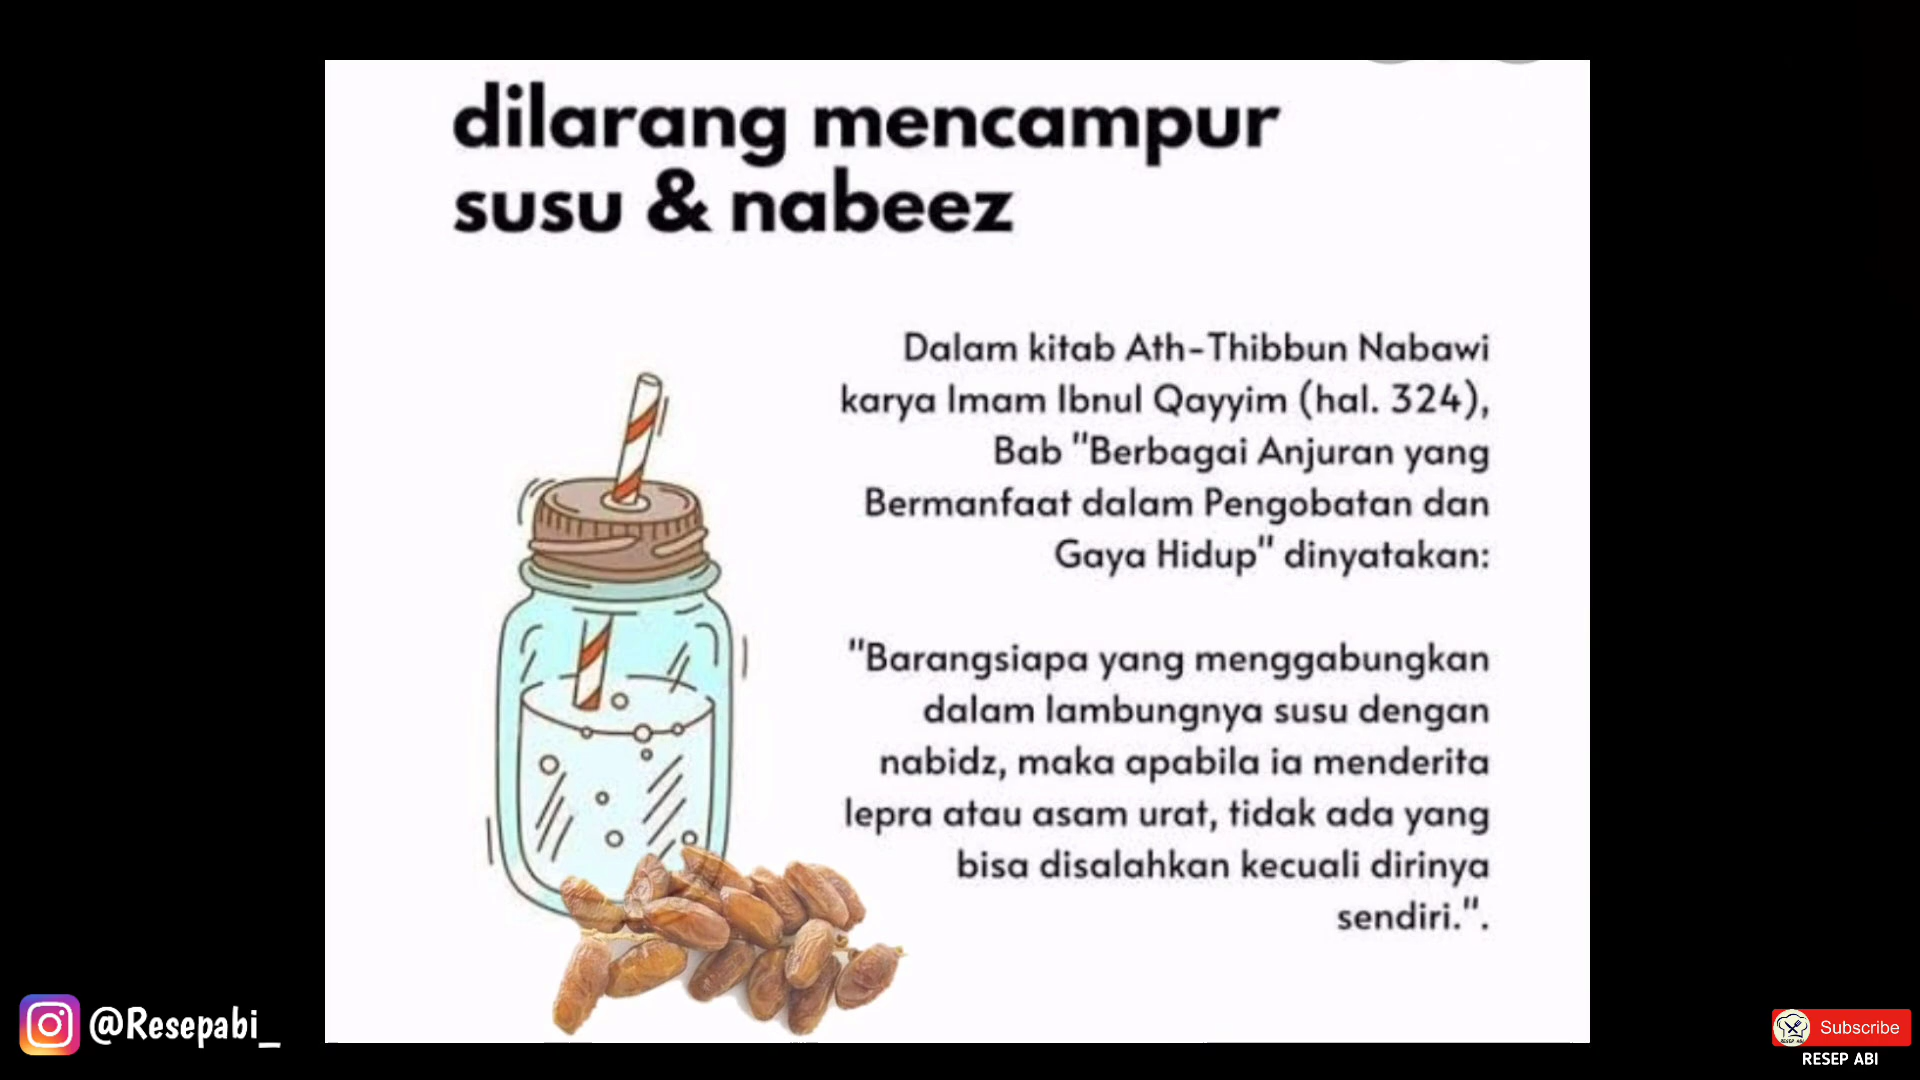 dilarang mencampur
susu & nabeez
Dalam kitab Ath-Thibbun Nabawi
karya Imam Ibnul Qayyim (hal. 324),
Bab "Berbagai Anjuran yang
Bermanfaat dalam Pengobatan dan
Gaya Hidup" dinyatakan:
"Barangsiapa yang menggabungkan
dalam lambungnya susu dengan
nabidz, maka apabila ia menderita
lepra atau asam urat, tidak ada yang
bisa disalahkan kecuali dirinya
sendiri.".
@Resepabi_
RESEP ABI
Subscribe
RESEP ABI